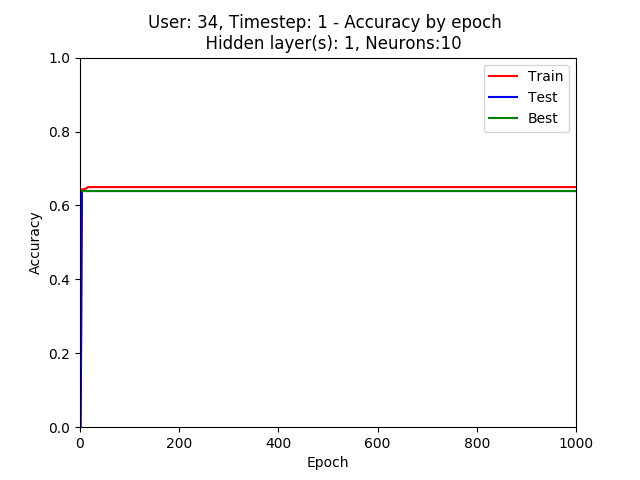 User: 34, Timestep: 1 - Accuracy by epoch
Hidden layer(s): 1, Neurons:10
Train
Test
Best
1.0
0.8
0.6
0.4
0.2
0.0
Accuracy
0 200 400 600 800 1000
Epoch